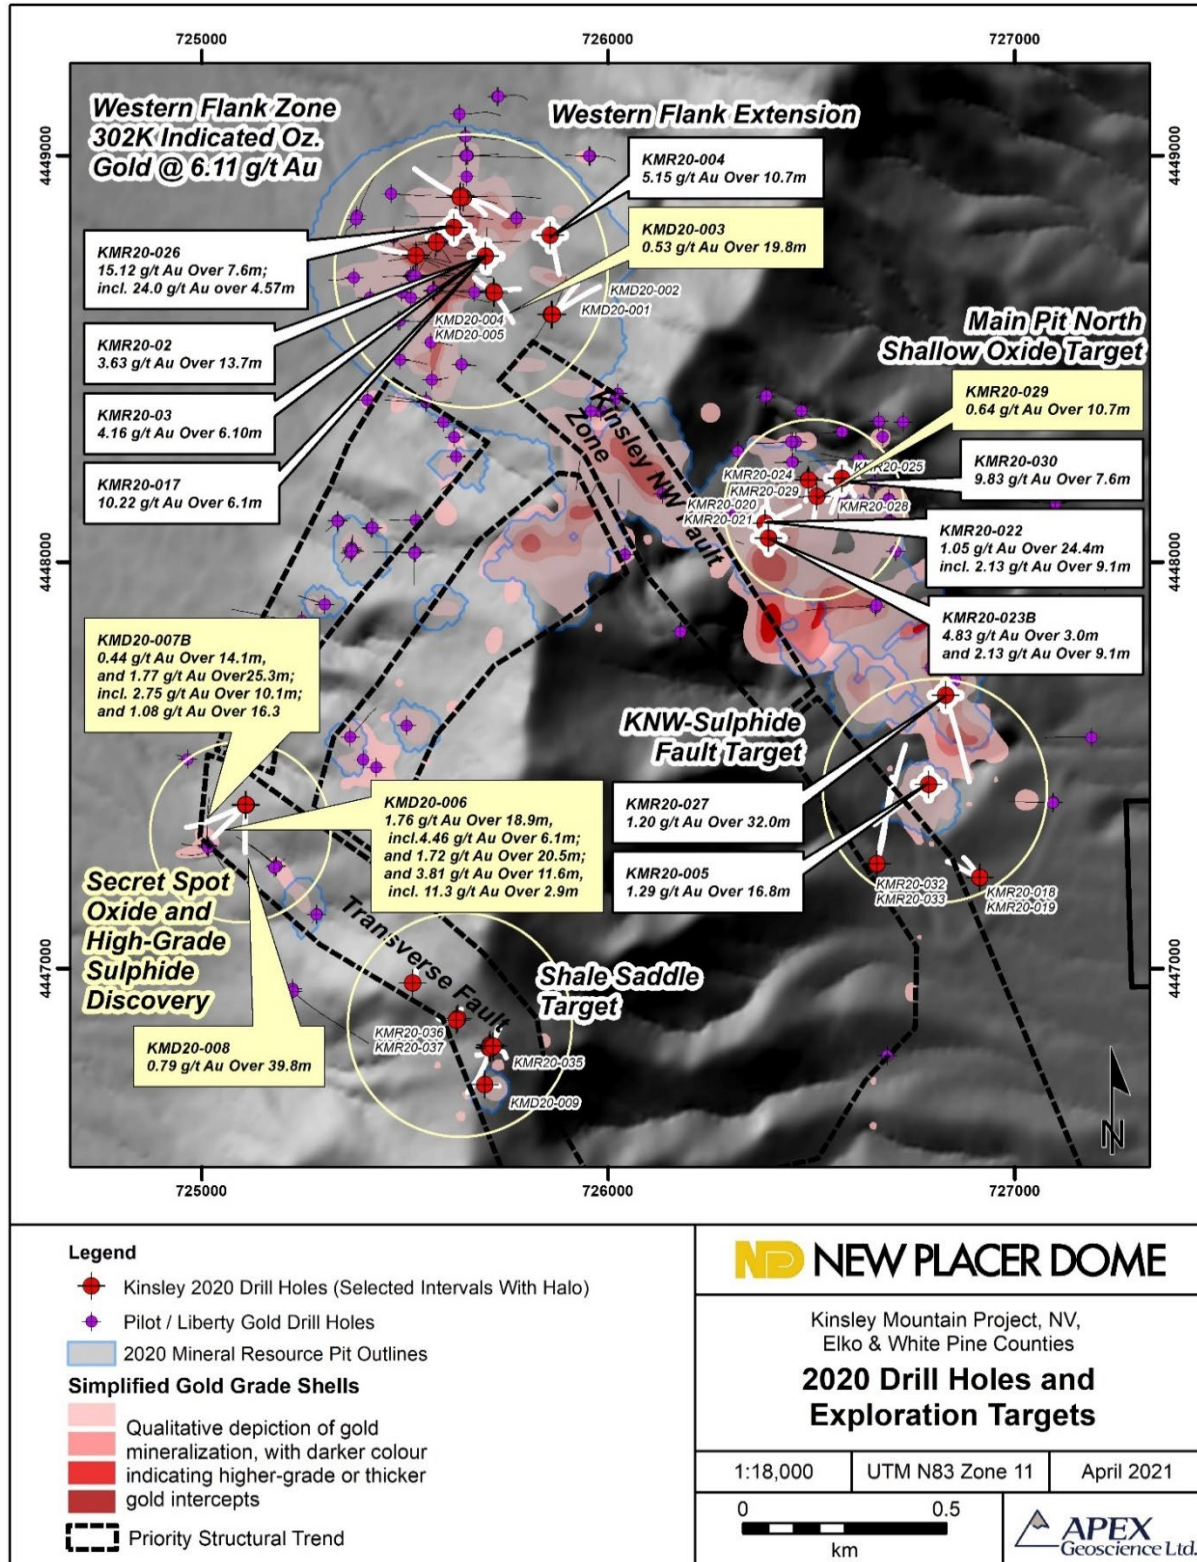 725000
726000
727000
Western Flank Zone
302K Indicated Oz.
Gold @ 6.11 g/t Au
Western Flank Extension
4449000
4449000
KMR20-004
5.15 g/t Au Over 10.7m
KMD20-003
0.53 g/t Au Over 19.8m
KMR20-026
15.12 g/t Au Over 7.6m;
incl. 24.0 g/t Au over 4.57m
KMR20-02
3.63 g/t Au Over 13.7m
KMR20-03
4.16 g/t Au Over 6.10m
KMR20-017
10.22 g/t Au Over 6.1m
KMD20-002
KMD20-001
KMD20-004
KMD20-005
Main Pit North
Shallow Oxide Target
KMR20-029
0.64 g/t Au Over 10.7m
KMR20-030
9.83 g/t Au Over 7.6m
KMR20-025
KMR20-024
KMR20-029
KMR20-028
KMR20-020
KMR20-021
Kinsley NW Fault
Zone
KMR20-022
1.05 g/t Au Over 24.4m
incl. 2.13 g/t Au Over 9.1m
4448000
4448000
KMR20-023B
4.83 g/t Au Over 3.0m
and 2.13 g/t Au Over 9.1m
KMD20-007B
0.44 g/t Au Over 14.1m,
and 1.77 g/t Au Over25.3m;
incl. 2.75 g/t Au Over 10.1m;
and 1.08 g/t Au Over 16.3
KNW-Sulphide
Fault Target
KMR20-027
1.20 g/t Au Over 32.0m
KMR20-005
1.29 g/t Au Over 16.8m
KMD20-006
1.76 g/t Au Over 18.9m,
incl.4.46 g/t Au Over 6.1m;
and 1.72 g/t Au Over 20.5m;
and 3.81 g/t Au Over 11.6m,
incl. 11.3 g/t Au Over 2.9m
KMR20-032
KMR20-033
KMR20-018
KMR20-019
Secret Spot
Oxide and
High-Grade
Sulphide
Discovery
Transverse Fault
4447000
4447000
Shale Saddle
Target
KMR20-036
KMR20-037
KMR20-035
KMD20-009
KMD20-008
0.79 g/t Au Over 39.8m
N
725000
726000
727000
Legend
Kinsley 2020 Drill Holes (Selected Intervals With Halo)
Pilot / Liberty Gold Drill Holes
2020 Mineral Resource Pit Outlines
Simplified Gold Grade Shells
Qualitative depiction of gold
mineralization, with darker colour
indicating higher-grade or thicker
gold intercepts
Priority Structural Trend
ND NEW PLACER DOME
Kinsley Mountain Project, NV,
Elko & White Pine Counties
2020 Drill Holes and
Exploration Targets
1:18,000
UTM N83 Zone 11
April 2021
0
0.5
km
APEX
Geoscience Ltd.